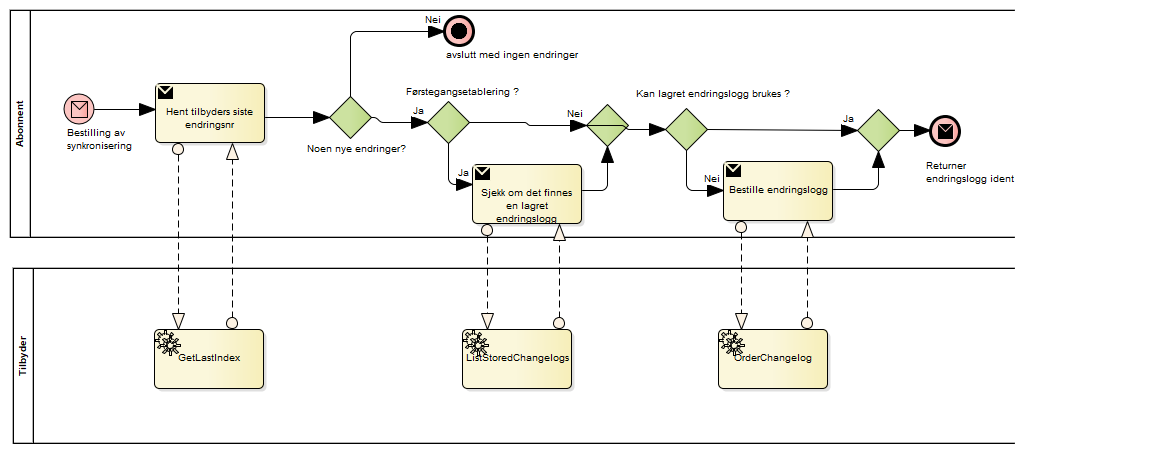 Abonnent
Bestilling av
synkronisering
Hent tilbyders siste
endringsnr
Noen nye endringer?
Nei
avslutt med ingen endringer
Ja
Førstegangsetablering ?
Nei
Ja
Sjekk om det finnes
en lagret
endringslogg
Kan lagret endringslogg brukes ?
Ja
Nei
Bestille endringslogg
Returner
endringslogg ident
Tilbyder
GetLastIndex
ListStoredChangelogs
OrderChangelog